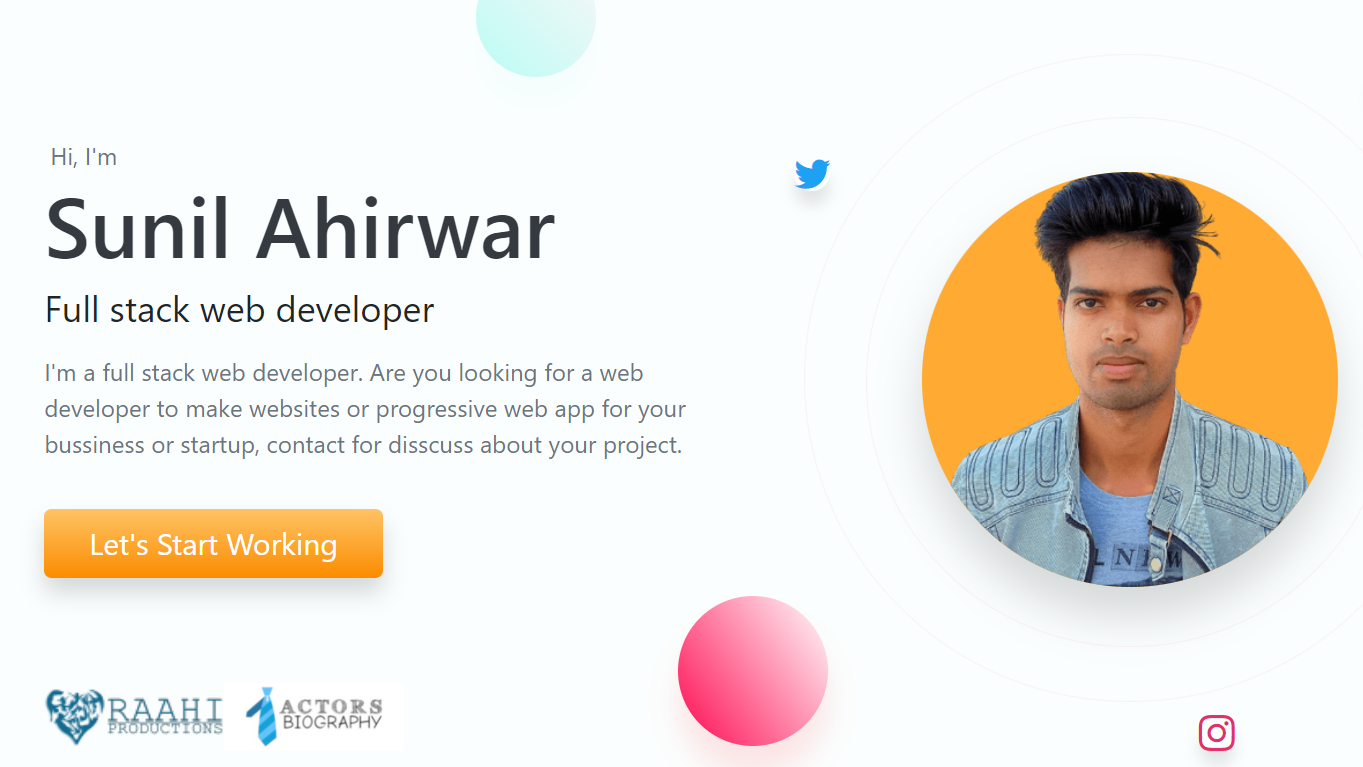 Hi, I'm
Sunil Ahirwar
Full stack web developer
I'm a full stack web developer. Are you looking for a web
developer to make websites or progressive web app for your
bussiness or startup, contact for disscuss about your project.
Let's Start Working
RAAHI
PRODUCTIONS
ACTORS
BIOGRAPHY